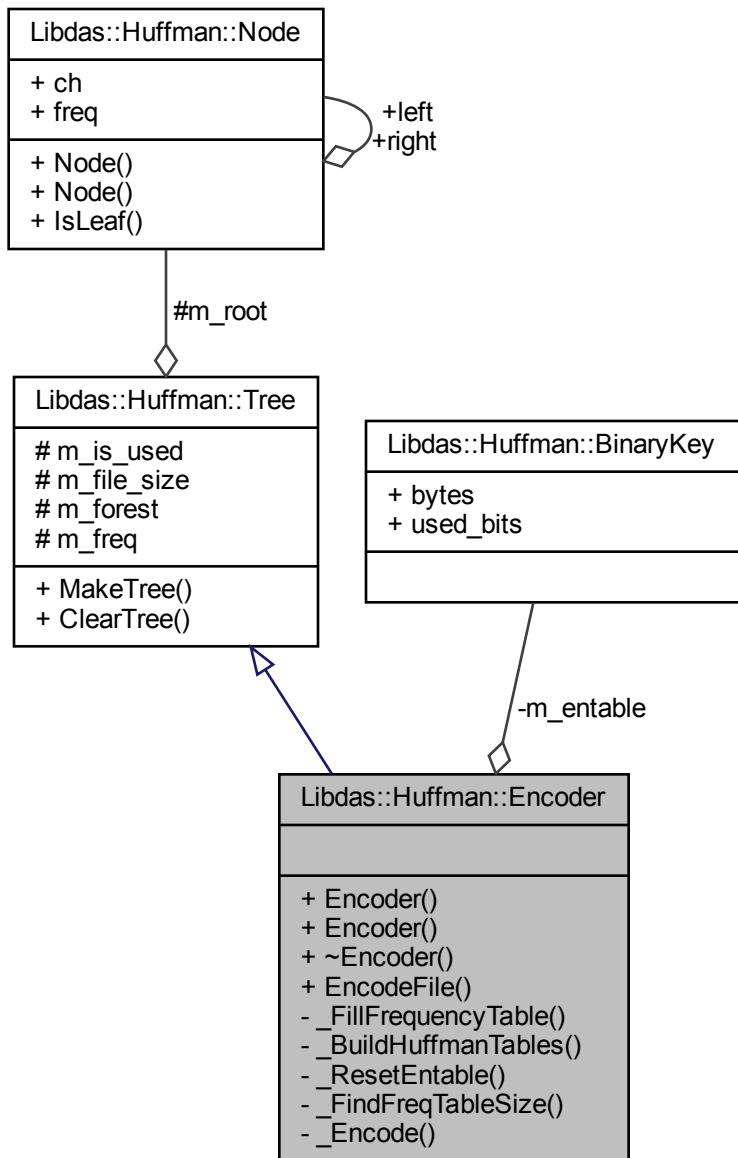 Libdas::Huffman::Node
+ ch
+ freq
+ Node()
+ Node()
+ IsLeaf()
+left
+right
#m_root
Libdas::Huffman::Tree
# m_is_used
# m_file_size
# m_forest
# m_freq
+ MakeTree()
+ ClearTree()
Libdas::Huffman::BinaryKey
+ bytes
+ used_bits
-m_entable
Libdas::Huffman::Encoder
+ Encoder()
+ Encoder()
+ ~Encoder()
+ EncodeFile()
- _FillFrequencyTable()
- _BuildHuffmanTables()
- _ResetEntable()
- _FindFreqTableSize()
- _Encode()